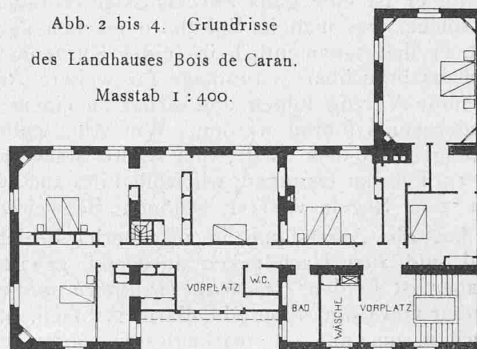 Abb. 2 bis 4. Grundrisse
des Landhauses Bois de Caran.
Masstab 1 : 400.
VORPLATZ
W.C.
BAD
WÄSCHE
VORPLATZ